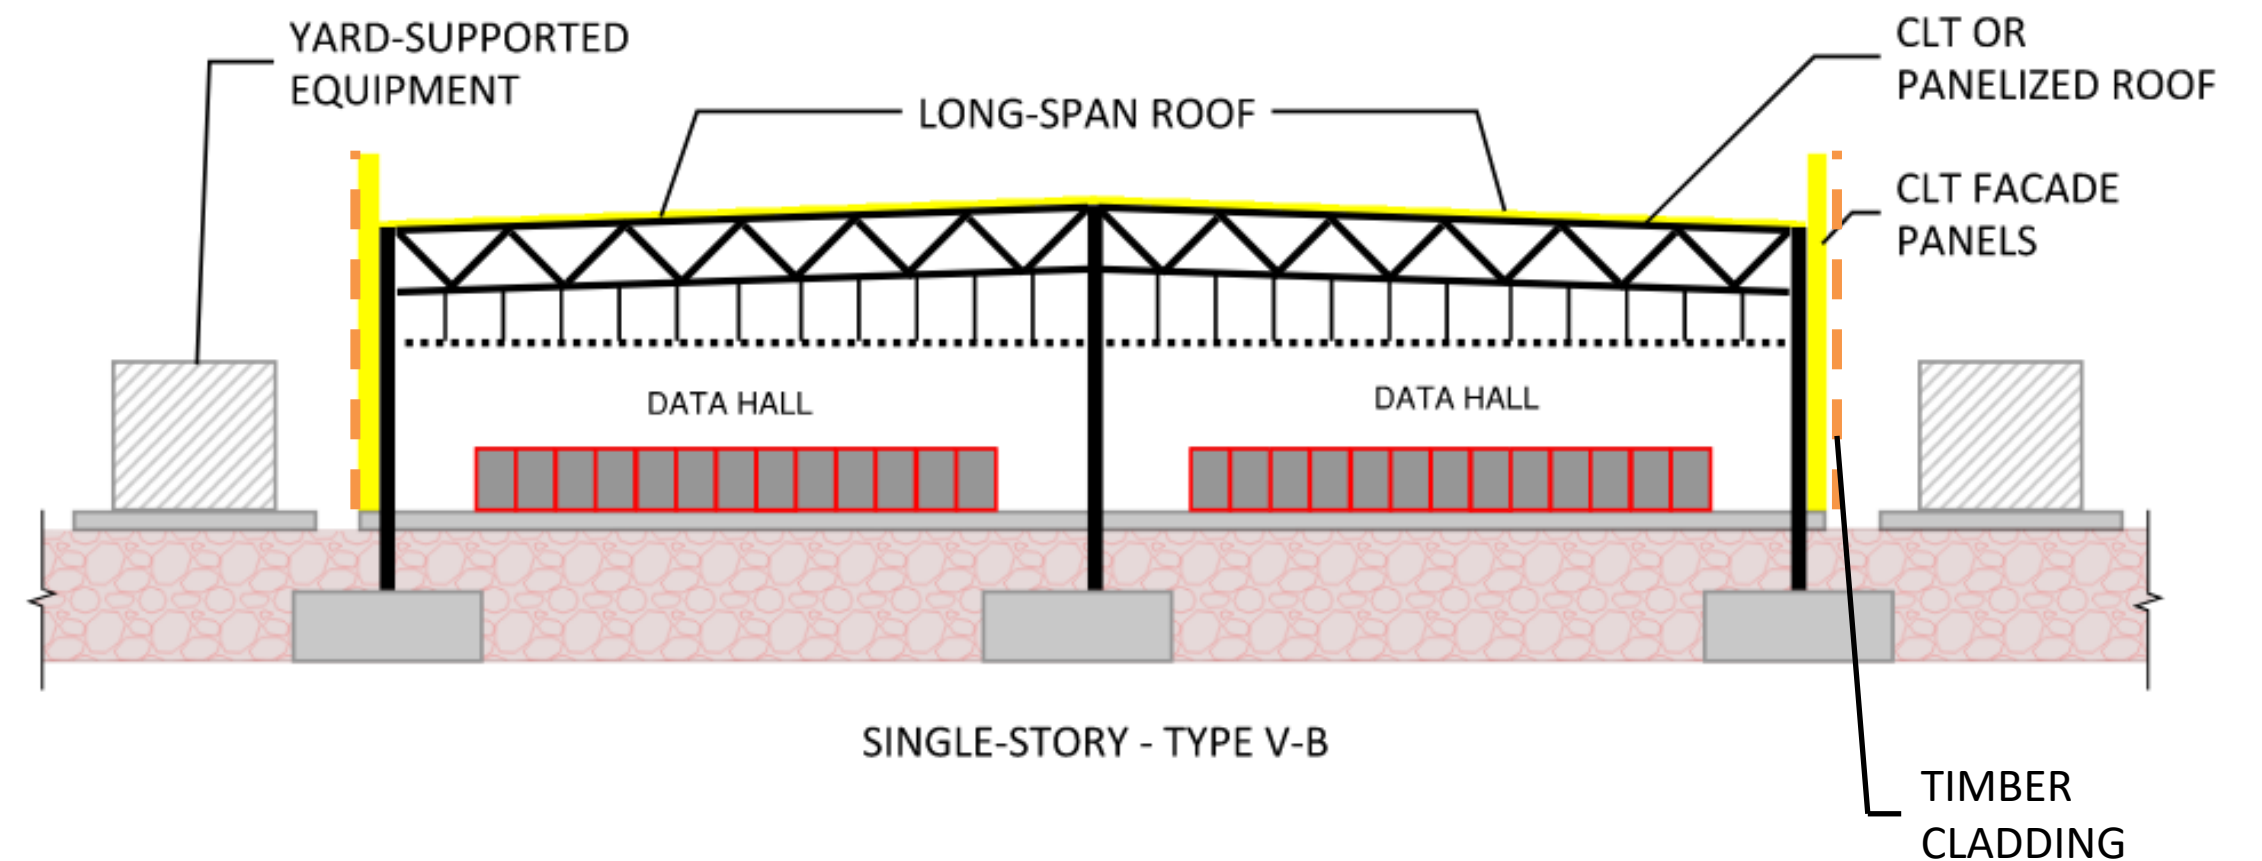 YARD-SUPPORTED
EQUIPMENT
LONG-SPAN ROOF
CLT OR
PANELIZED ROOF
CLT FACADE
PANELS
DATA HALL
DATA HALL
SINGLE-STORY - TYPE V-B
TIMBER
CLADDING